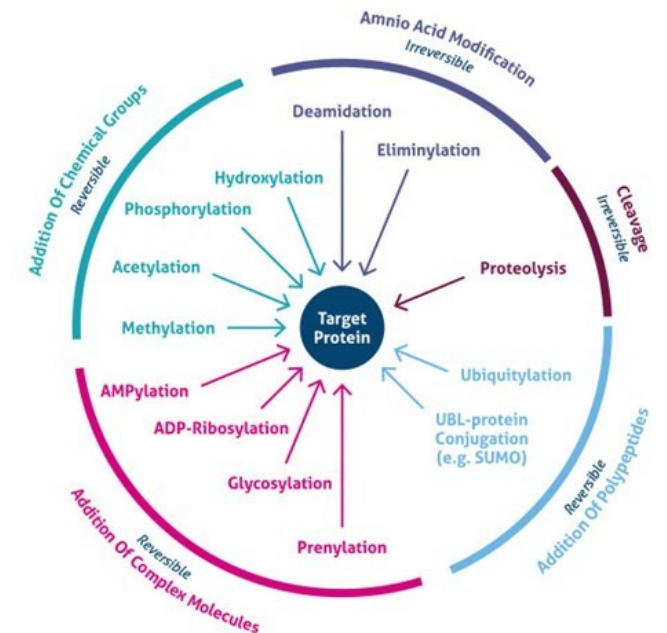 Amnio Acid Modification
Irreversible
Deamidation
Eliminylation
Addition Of Chemical Groups
Reversible
Hydroxylation
Phosphorylation
Acetylation
Methylation
Cleavage
Irreversible
Proteolysis
Target
Protein
Ubiquitylation
UBL-protein
Conjugation
(e.g. SUMO)
Reversible
Addition Of Polypeptides
AMPylation
ADP-Ribosylation
Glycosylation
Prenylation
Reversible
Addition Of Complex Molecules